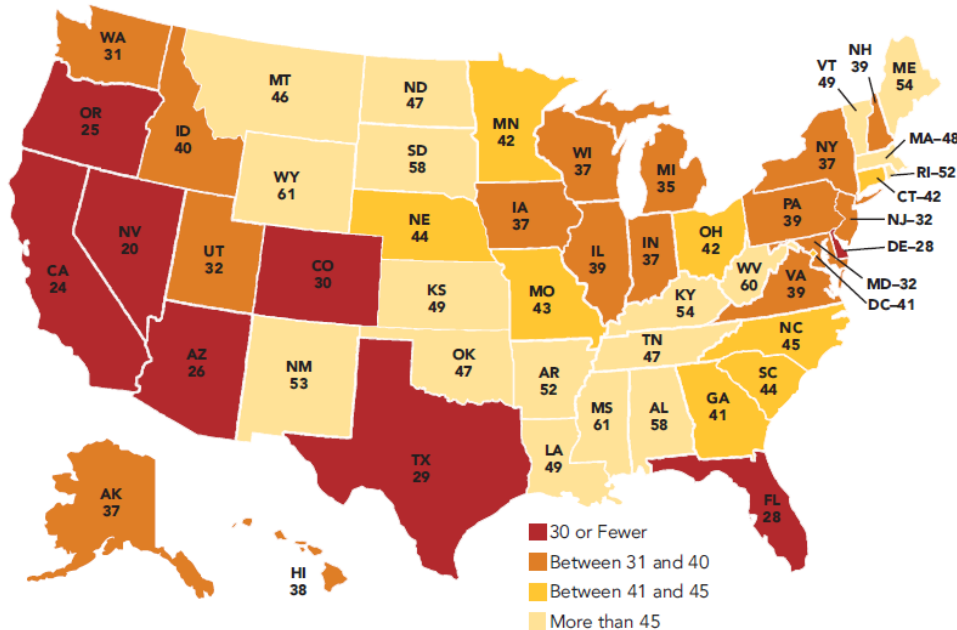 WA
31
OR
25
CA
24
NV
20
ID
40
MT
46
WY
61
UT
32
AZ
26
CO
30
NM
53
ND
47
SD
58
NE
44
KS
49
OK
47
TX
29
MN
42
IA
37
MO
43
AR
52
LA
49
WI
37
IL
39
MI
35
IN
37
OH
42
KY
54
TN
47
MS
61
AL
58
GA
41
FL
28
SC
44
NC
45
VA
39
WV
60
PA
39
NY
37
VT
49
NH
39
ME
54
MA–48
RI–52
CT–42
NJ–32
DE–28
MD–32
DC–41
AK
37
HI
38
30 or Fewer
Between 31 and 40
Between 41 and 45
More than 45